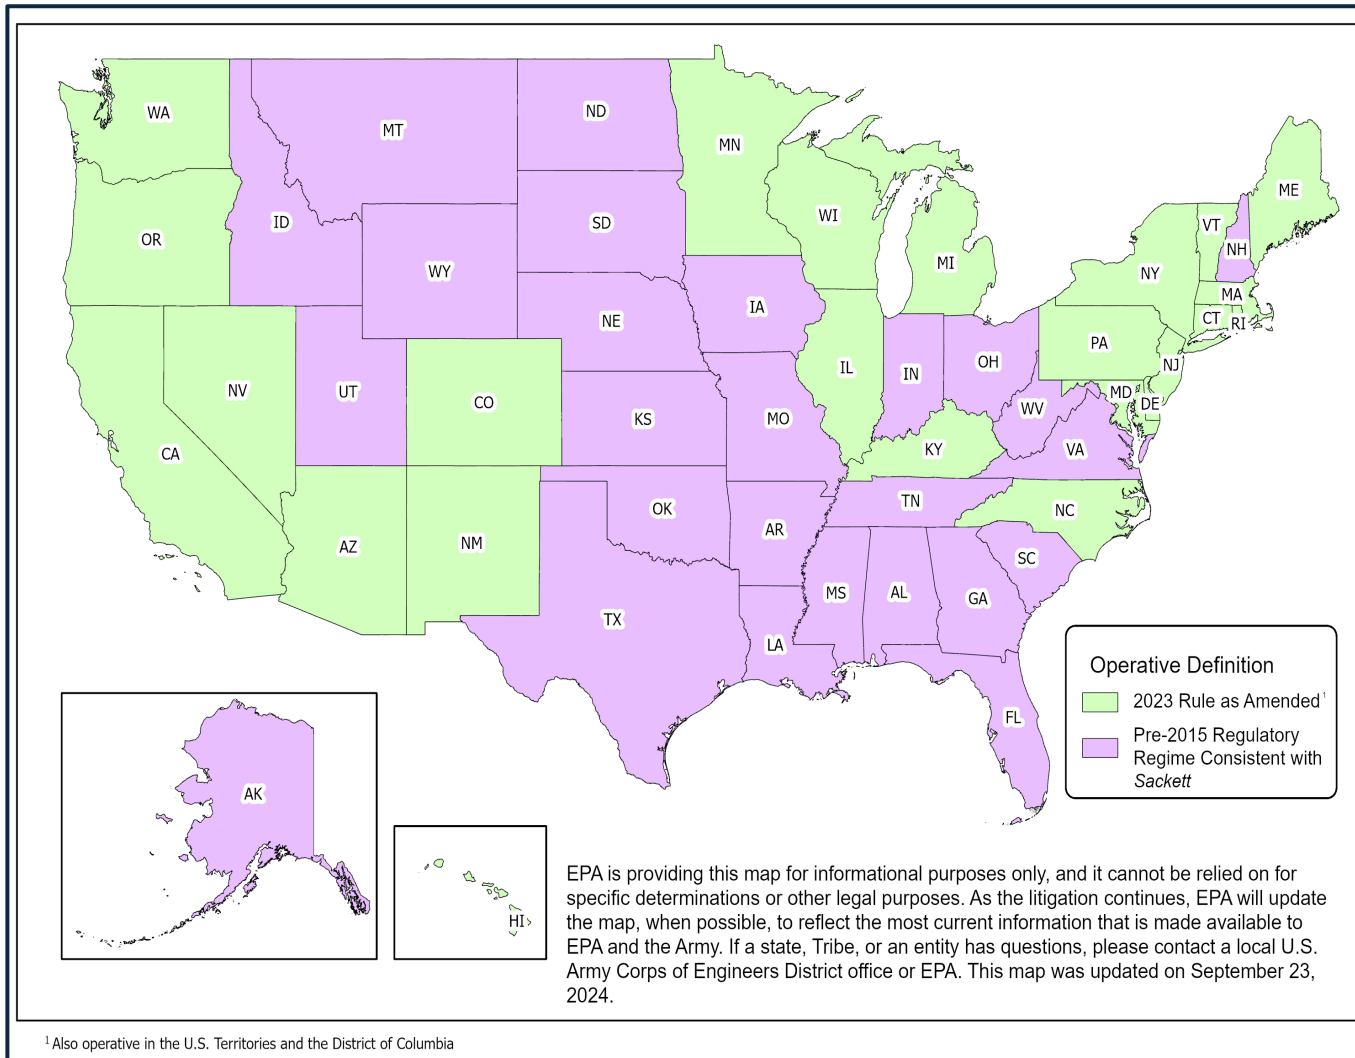 WA
MT
ND
MN
ME
OR
ID
SD
WI
VT
NH
WY
MI
NY
MA
CT
RI
NE
IA
PA
NJ
NV
UT
CO
IL
IN
OH
MD
DE
WV
KS
MO
CA
KY
VA
OK
TN
NC
AZ
NM
AR
SC
MS
AL
GA
TX
LA
FL
Operative Definition
2023 Rule as Amended¹
Pre-2015 Regulatory
Regime Consistent with
Sackett
AK
HI
EPA is providing this map for informational purposes only, and it cannot be relied on for
specific determinations or other legal purposes. As the litigation continues, EPA will update
the map, when possible, to reflect the most current information that is made available to
EPA and the Army. If a state, Tribe, or an entity has questions, please contact a local U.S.
Army Corps of Engineers District office or EPA. This map was updated on September 23,
2024.
¹ Also operative in the U.S. Territories and the District of Columbia